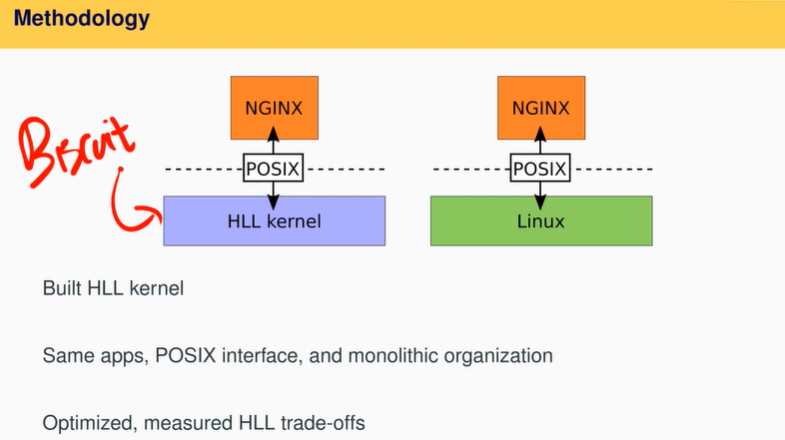 Methodology
NGINX
NGINX
Biscuit
POSIX
POSIX
HLL kernel
Linux
Built HLL kernel
Same apps, POSIX interface, and monolithic organization
Optimized, measured HLL trade-offs